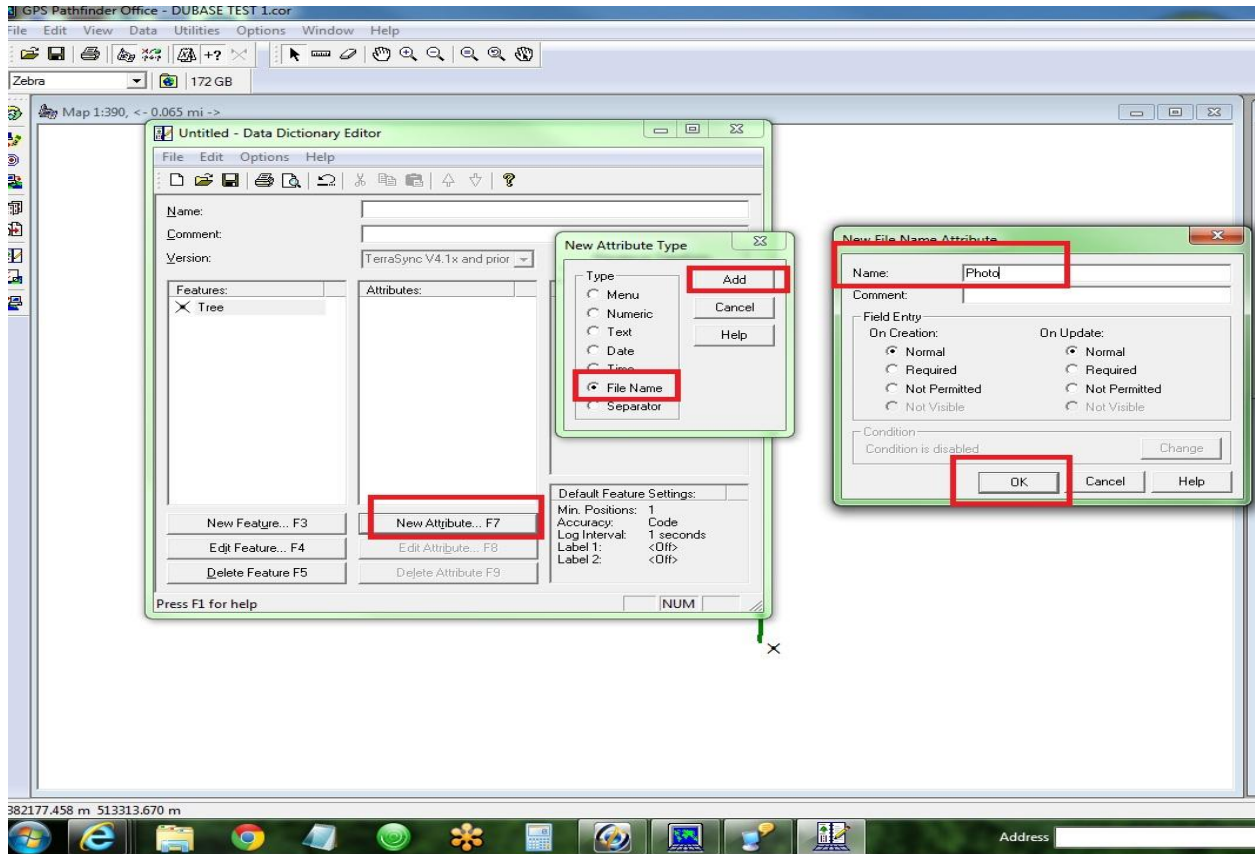 GPS Pathfinder Office - DUBASE TEST 1.cor
File Edit View Data Utilities Options Window Help
Zebra 172 GB
Map 1:390, <- 0.065 mi ->
Untitled - Data Dictionary Editor
File Edit Options Help
Name:
Comment:
Version: TerraSync V4.1x and prior
Features: Attributes:
Tree
New Feature... F3 New Attribute... F7
Edit Feature... F4 Edit Attribute... F8
Delete Feature F5 Delete Attribute F9
Default Feature Settings:
Min. Positions: 1
Accuracy: Code
Log Interval: 1 seconds
Label 1: <Off>
Label 2: <Off>
Press F1 for help NUM
New Attribute Type
Type
Menu
Numeric
Text
Date
Time
File Name
Separator
Add
Cancel
Help
New File Name Attribute
Name: Photo
Comment:
Field Entry
On Creation: On Update:
Normal Normal
Required Required
Not Permitted Not Permitted
Not Visible Not Visible
Condition
Condition is disabled Change
OK Cancel Help
382177.458 m 513313.670 m
Address